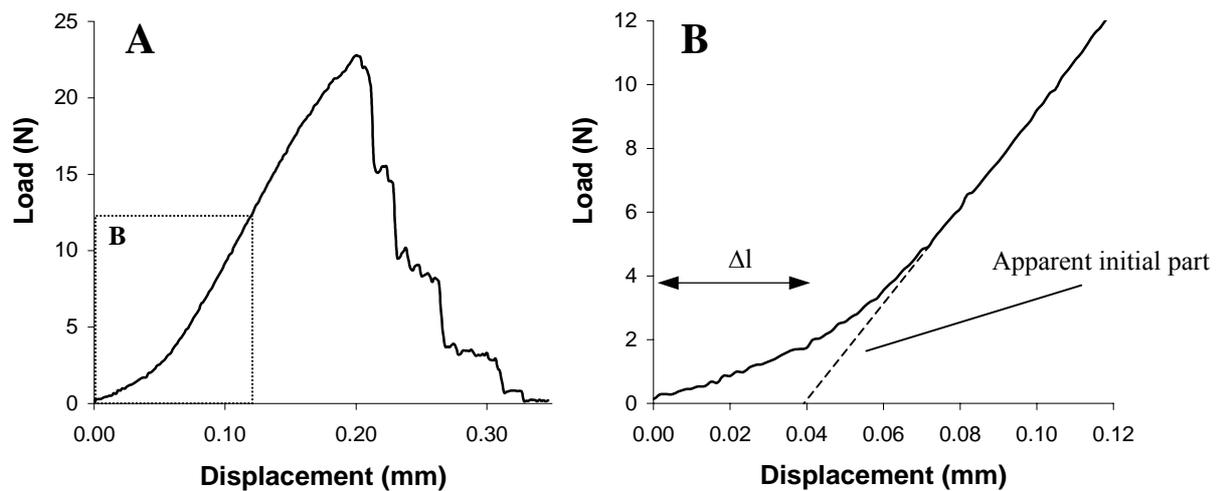 A
25
20
15
10
5
0
Load (N)
B
0.00 0.10 0.20 0.30
Displacement (mm)
B
12
10
8
6
4
2
0
Load (N)
Δl
Apparent initial part
0.00 0.02 0.04 0.06 0.08 0.10 0.12
Displacement (mm)